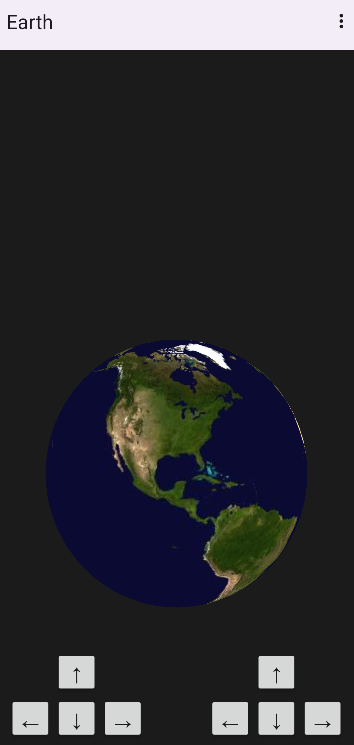 Earth
↑ ↑
← ↓ → ← ↓ →